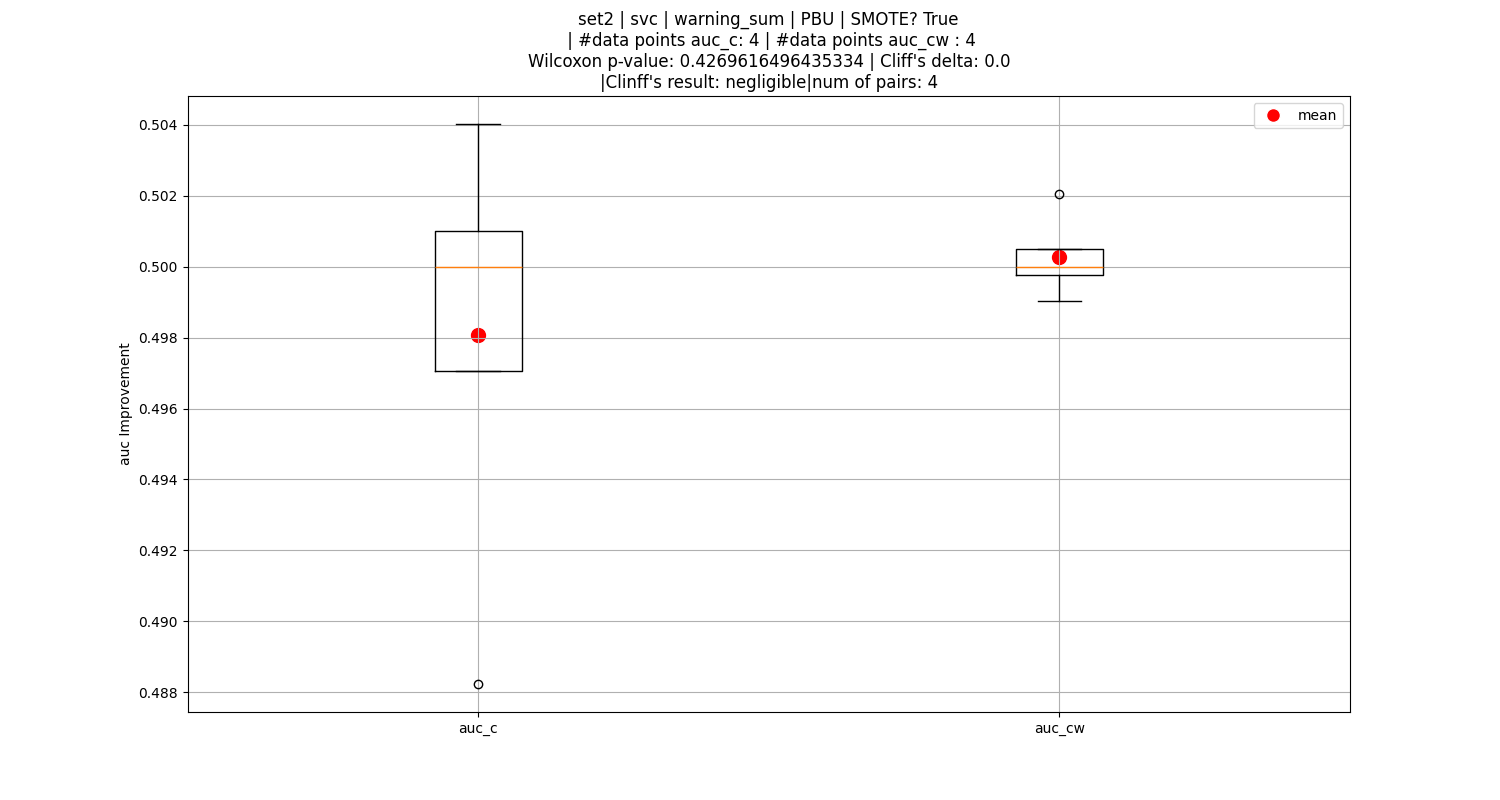 set2 | svc | warning_sum | PBU | SMOTE? True
| #data points auc_c: 4 | #data points auc_cw : 4
Wilcoxon p-value: 0.4269616496435334 | Cliff's delta: 0.0
|Clinff's result: negligible|num of pairs: 4
mean
0.504
0.502
0.500
0.498
0.496
0.494
0.492
0.490
0.488
auc Improvement
auc_c
auc_cw